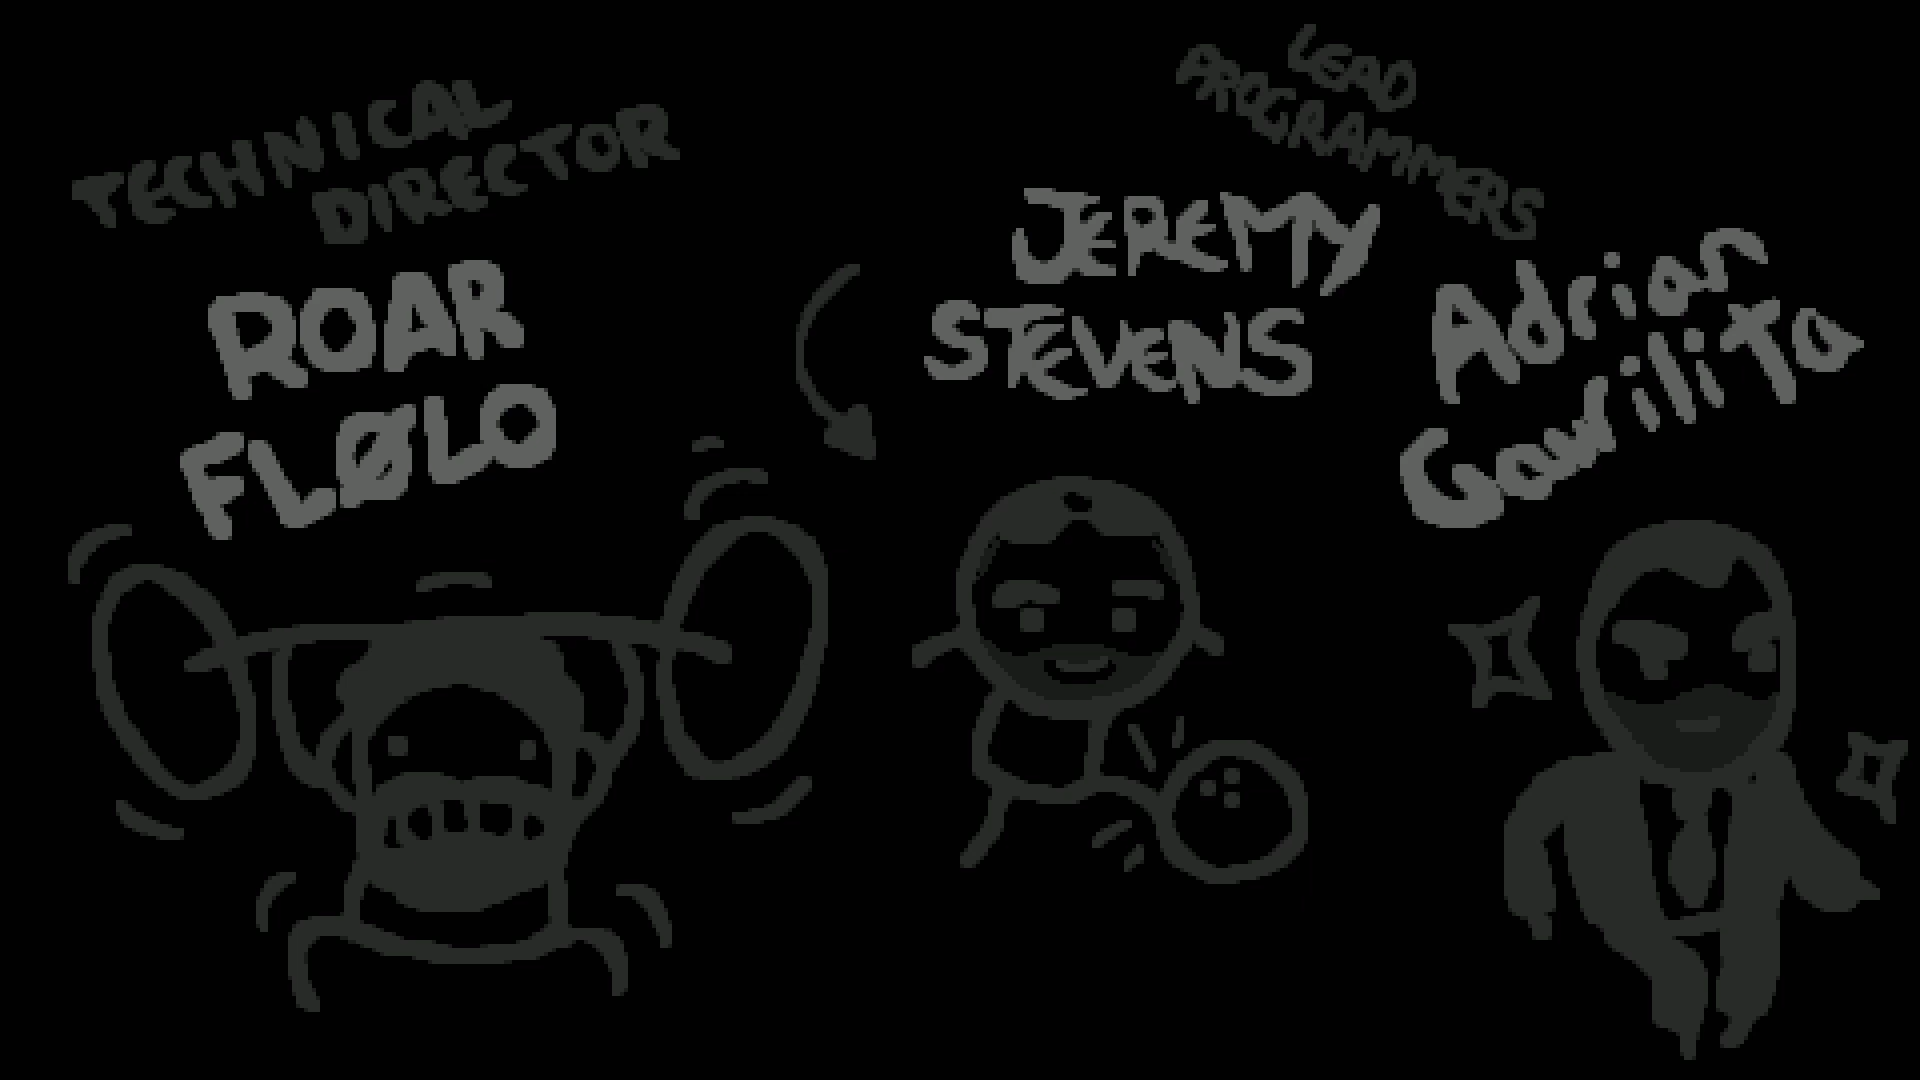 TECHNICAL
DIRECTOR
ROAR
FLØLO
LEAD
PROGRAMMERS
JEREMY
STEVENS
Adrian
Gavrilita